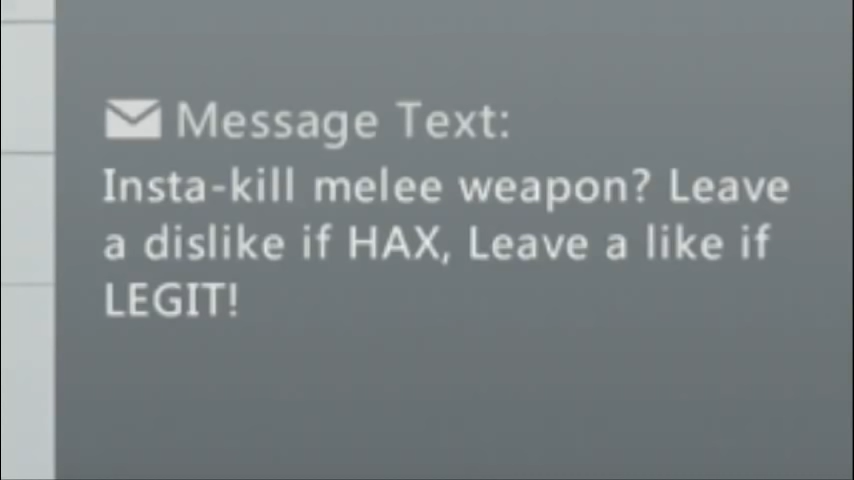 Message Text:
Insta-kill melee weapon? Leave
a dislike if HAX, Leave a like if
LEGIT!